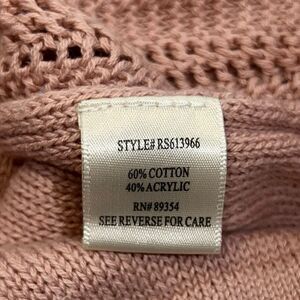 STYLE# RS613966
60% COTTON
40% ACRYLIC
RN# 89354
SEE REVERSE FOR CARE